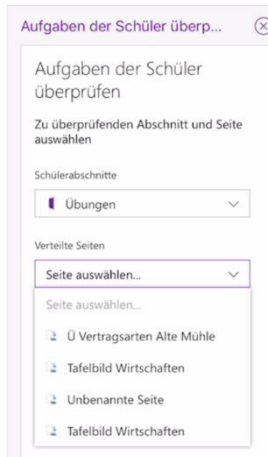 Aufgaben der Schüler überp...
Aufgaben der Schüler
überprüfen
Zu überprüfenden Abschnitt und Seite
auswählen
Schülerabschnitte
Übungen
Verteilte Seiten
Seite auswählen...
Seite auswählen...
Ü Vertragsarten Alte Mühle
Tafelbild Wirtschaften
Unbenannte Seite
Tafelbild Wirtschaften